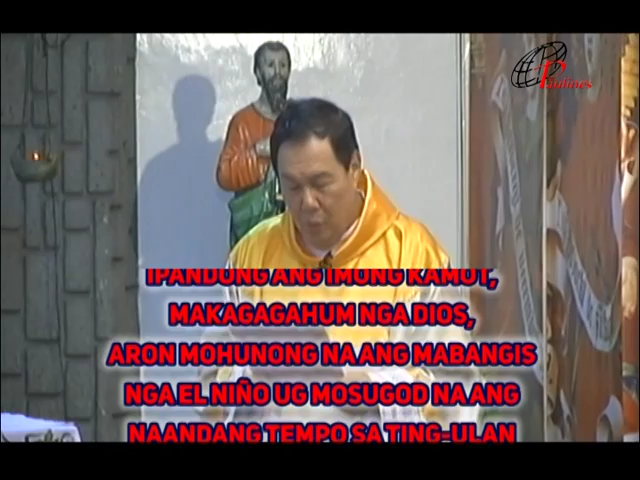 Paulines
IPANDONG ANG IMONG KAMOT,
MAKAGAGAHUM NGA DIOS,
ARON MOHUNONG NA ANG MABANGIS
NGA EL NIÑO UG MOSUGOD NA ANG
NAANDANG TEMPO SA TING-ULAN